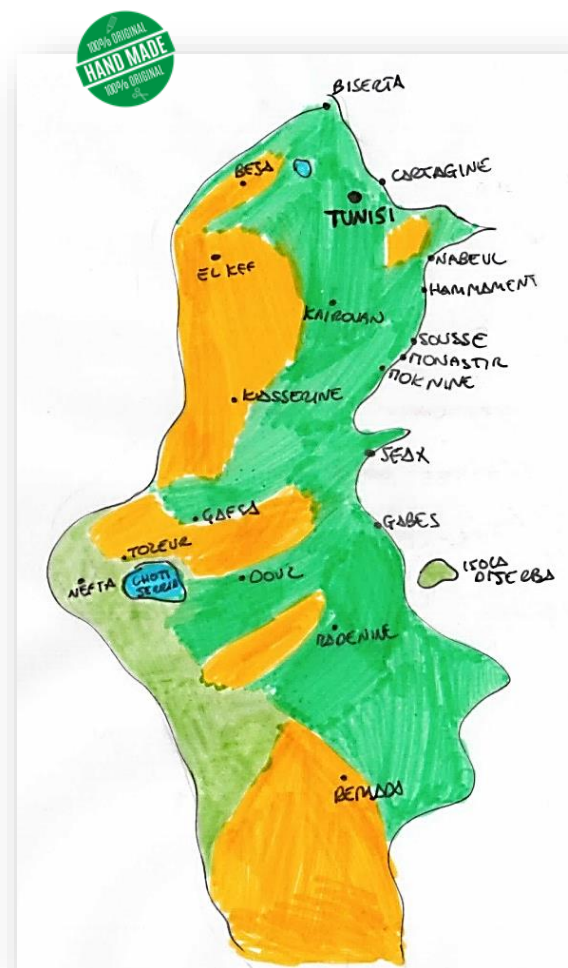 100% ORIGINAL
HAND MADE
100% ORIGINAL
BISERTA
BESA
CARTAGINE
TUNISI
EL KEF
NABEUL
HAMMAMENT
KAIROUAN
SOUSSE
MONASTIR
MOKNINE
KASSERINE
SFAX
GAFSA
GABES
TOZEUR
NEFTA
CHOTT
JERRID
DOUZ
ISOLA
DJERBA
REMADA